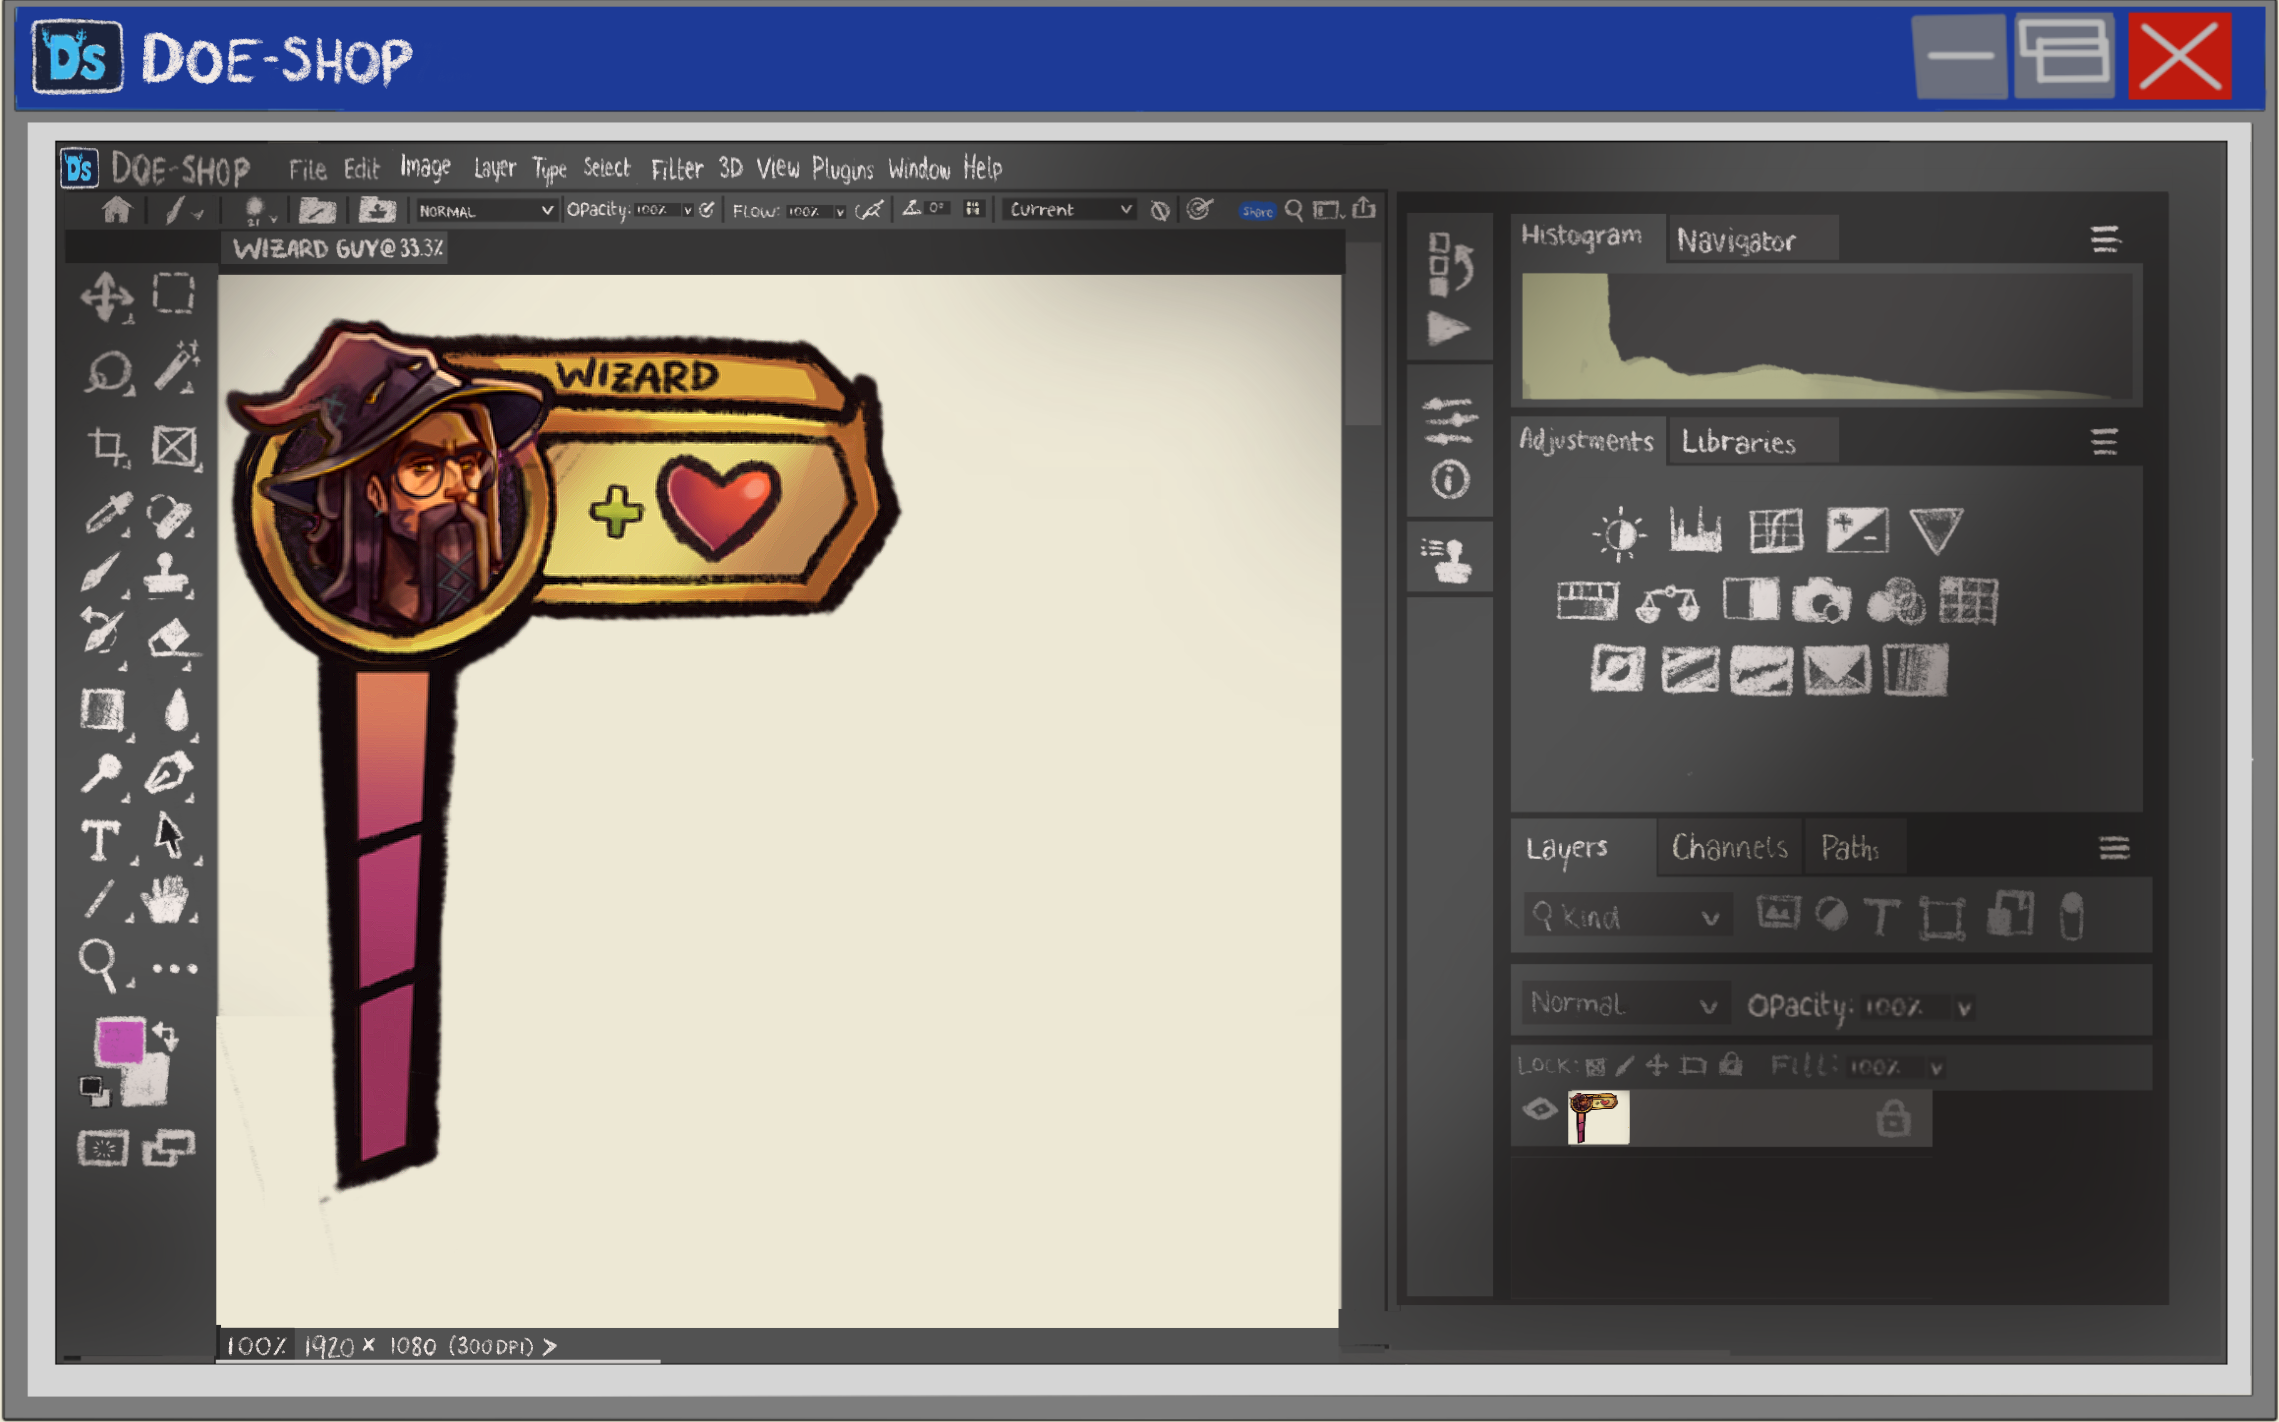 Ds DOE-SHOP
Ds DOE-SHOP File Edit Image Layer Type Select Filter 3D View Plugins Window Help
21 NORMAL Opacity: 100% FLOW: 100% 0° Current Share
WIZARD GUY@33.3%
Histogram Navigator
WIZARD
Adjustments Libraries
Layers Channels Paths
Kind T
Normal Opacity: 100%
LOCK: Fill: 100%
T
100% 1920 × 1080 (300DPI) >